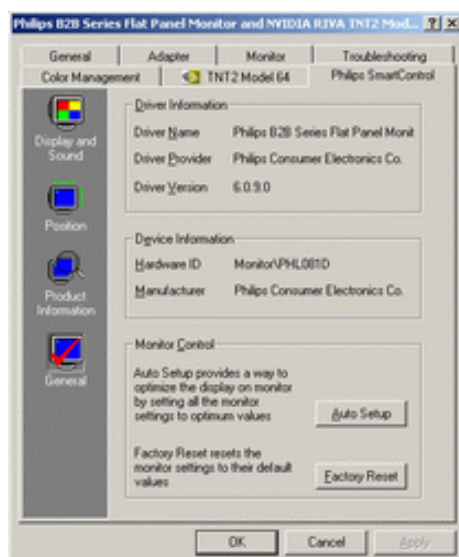 Philips B2B Series Flat Panel Monitor and NVIDIA RIVA TNT2 Mod...
General Adapter Monitor Troubleshooting
Color Management TNT2 Model 64 Philips SmartControl
Display and
Sound
Position
Product
Information
General
Driver Information
Driver Name Philips B2B Series Flat Panel Monit
Driver Provider Philips Consumer Electronics Co.
Driver Version 6.0.9.0
Device Information
Hardware ID Monitor\PHL081D
Manufacturer Philips Consumer Electronics Co.
Monitor Control
Auto Setup provides a way to
optimize the display on monitor
by setting all the monitor
settings to optimum values
Auto Setup
Factory Reset resets the
monitor settings to their default
values
Factory Reset
OK Cancel Apply